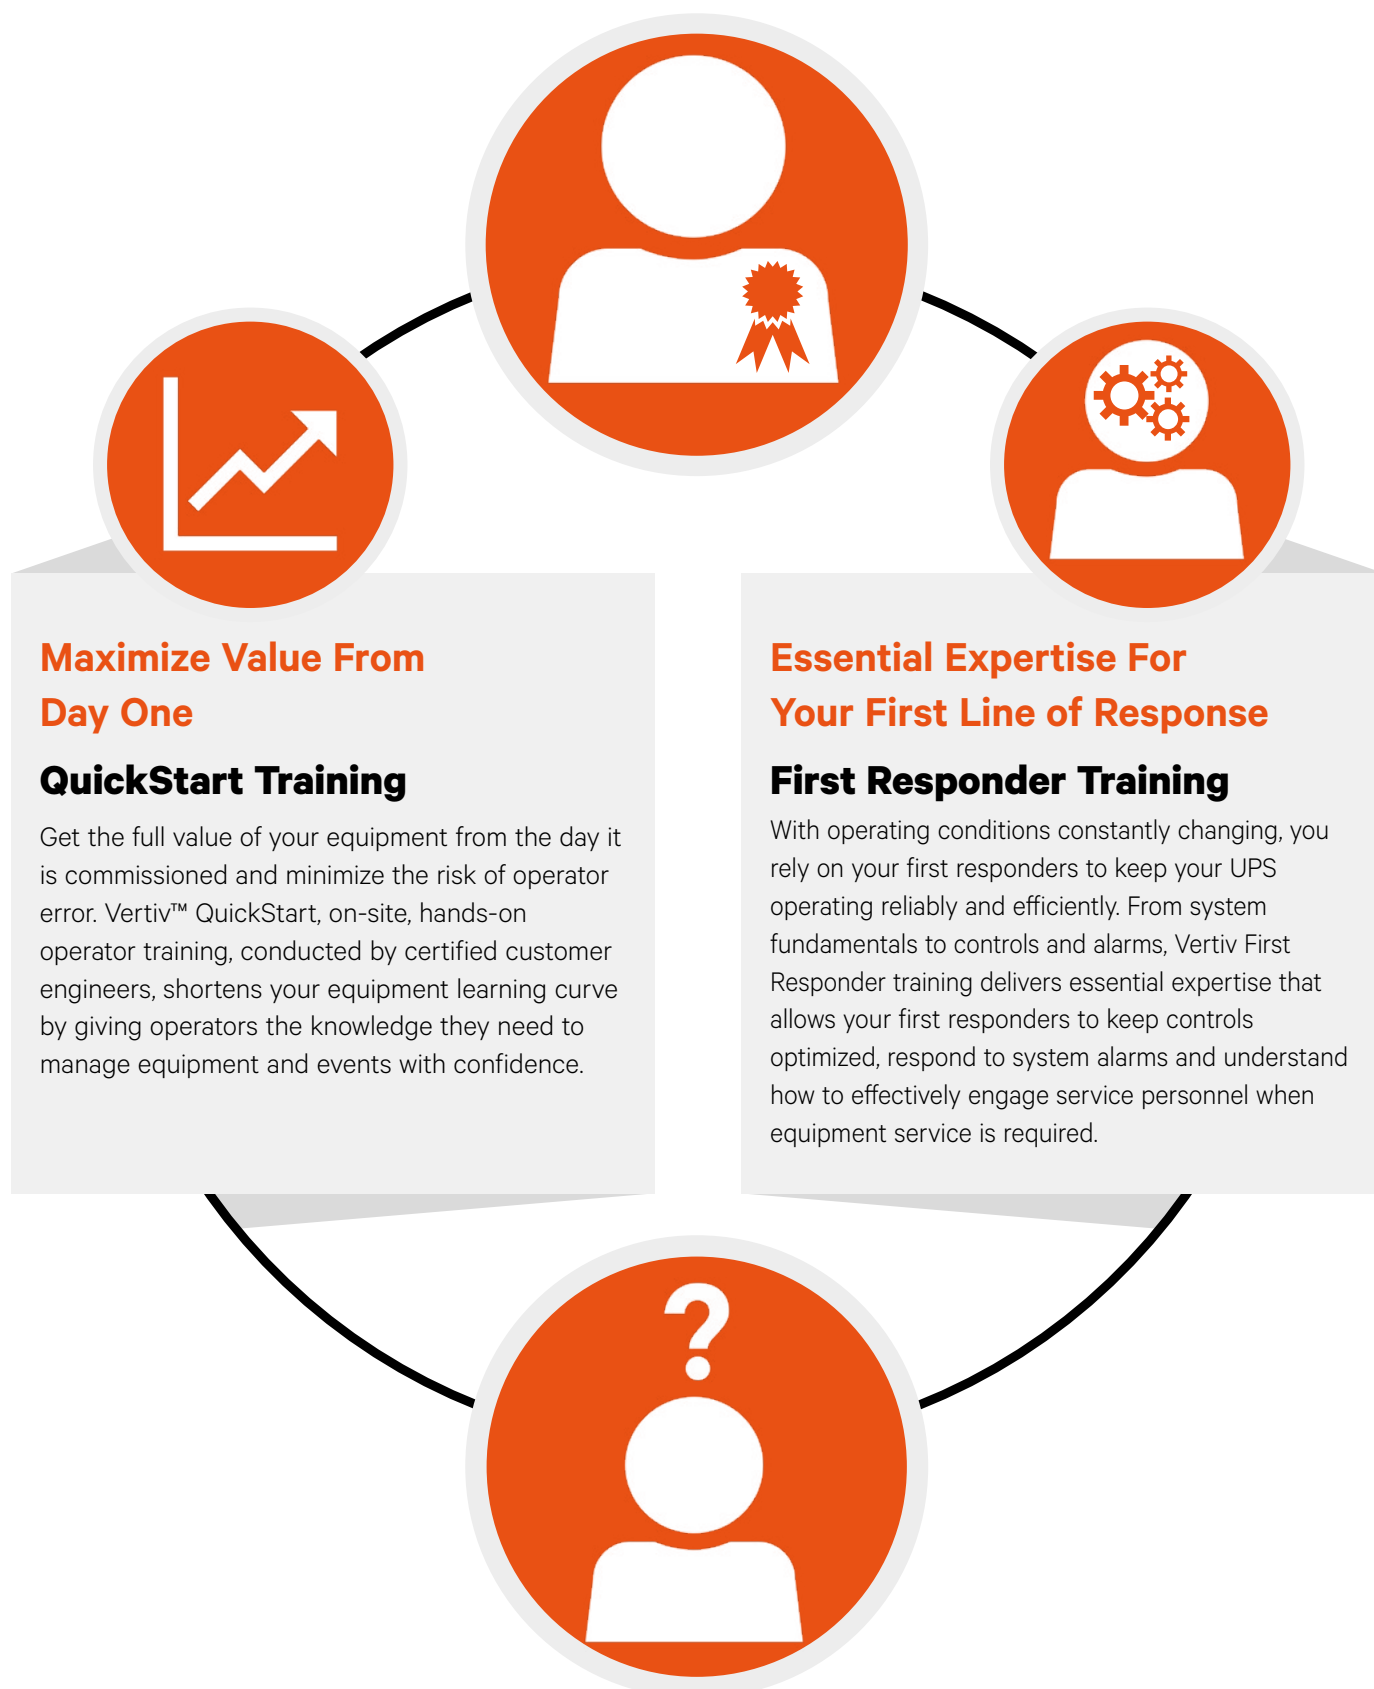 Maximize Value From
Day One
QuickStart Training
Get the full value of your equipment from the day it
is commissioned and minimize the risk of operator
error. Vertiv™ QuickStart, on-site, hands-on
operator training, conducted by certified customer
engineers, shortens your equipment learning curve
by giving operators the knowledge they need to
manage equipment and events with confidence.
Essential Expertise For
Your First Line of Response
First Responder Training
With operating conditions constantly changing, you
rely on your first responders to keep your UPS
operating reliably and efficiently. From system
fundamentals to controls and alarms, Vertiv First
Responder training delivers essential expertise that
allows your first responders to keep controls
optimized, respond to system alarms and understand
how to effectively engage service personnel when
equipment service is required.
?